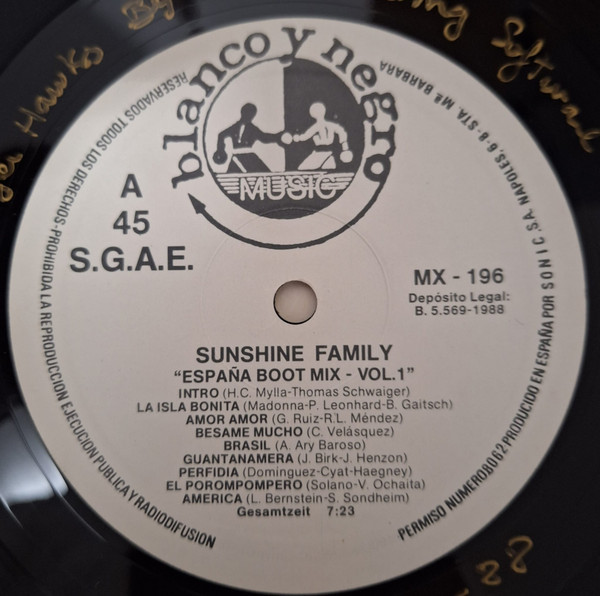 blanco y negro
MUSIC
A
45
S.G.A.E.
MX - 196
Depósito Legal:
B. 5.569-1988
SUNSHINE FAMILY
"ESPAÑA BOOT MIX - VOL.1"
INTRO (H.C. Mylla-Thomas Schwaiger)
LA ISLA BONITA (Madonna-P. Leonhard-B. Gaitsch)
AMOR AMOR (G. Ruiz-R.L. Méndez)
BESAME MUCHO (C. Velásquez)
BRASIL (A. Ary Baroso)
GUANTANAMERA (J. Birk-J. Henzon)
PERFIDIA (Dominguez-Cyat-Haegney)
EL POROMPOMPERO (Solano-V. Ochaita)
AMERICA (L. Bernstein-S. Sondheim)
Gesamtzeit 7:23
RESERVADOS TODOS LOS DERECHOS-PROHIBIDA LA REPRODUCCION EJECUCION PUBLICA Y RADIODIFUSION
PERMISO NUMERO 8062 PRODUCIDO EN ESPAÑA POR SONIC S.A. NAPOLES, 6-8-STA. Mª. BARBARA
Hawks
88